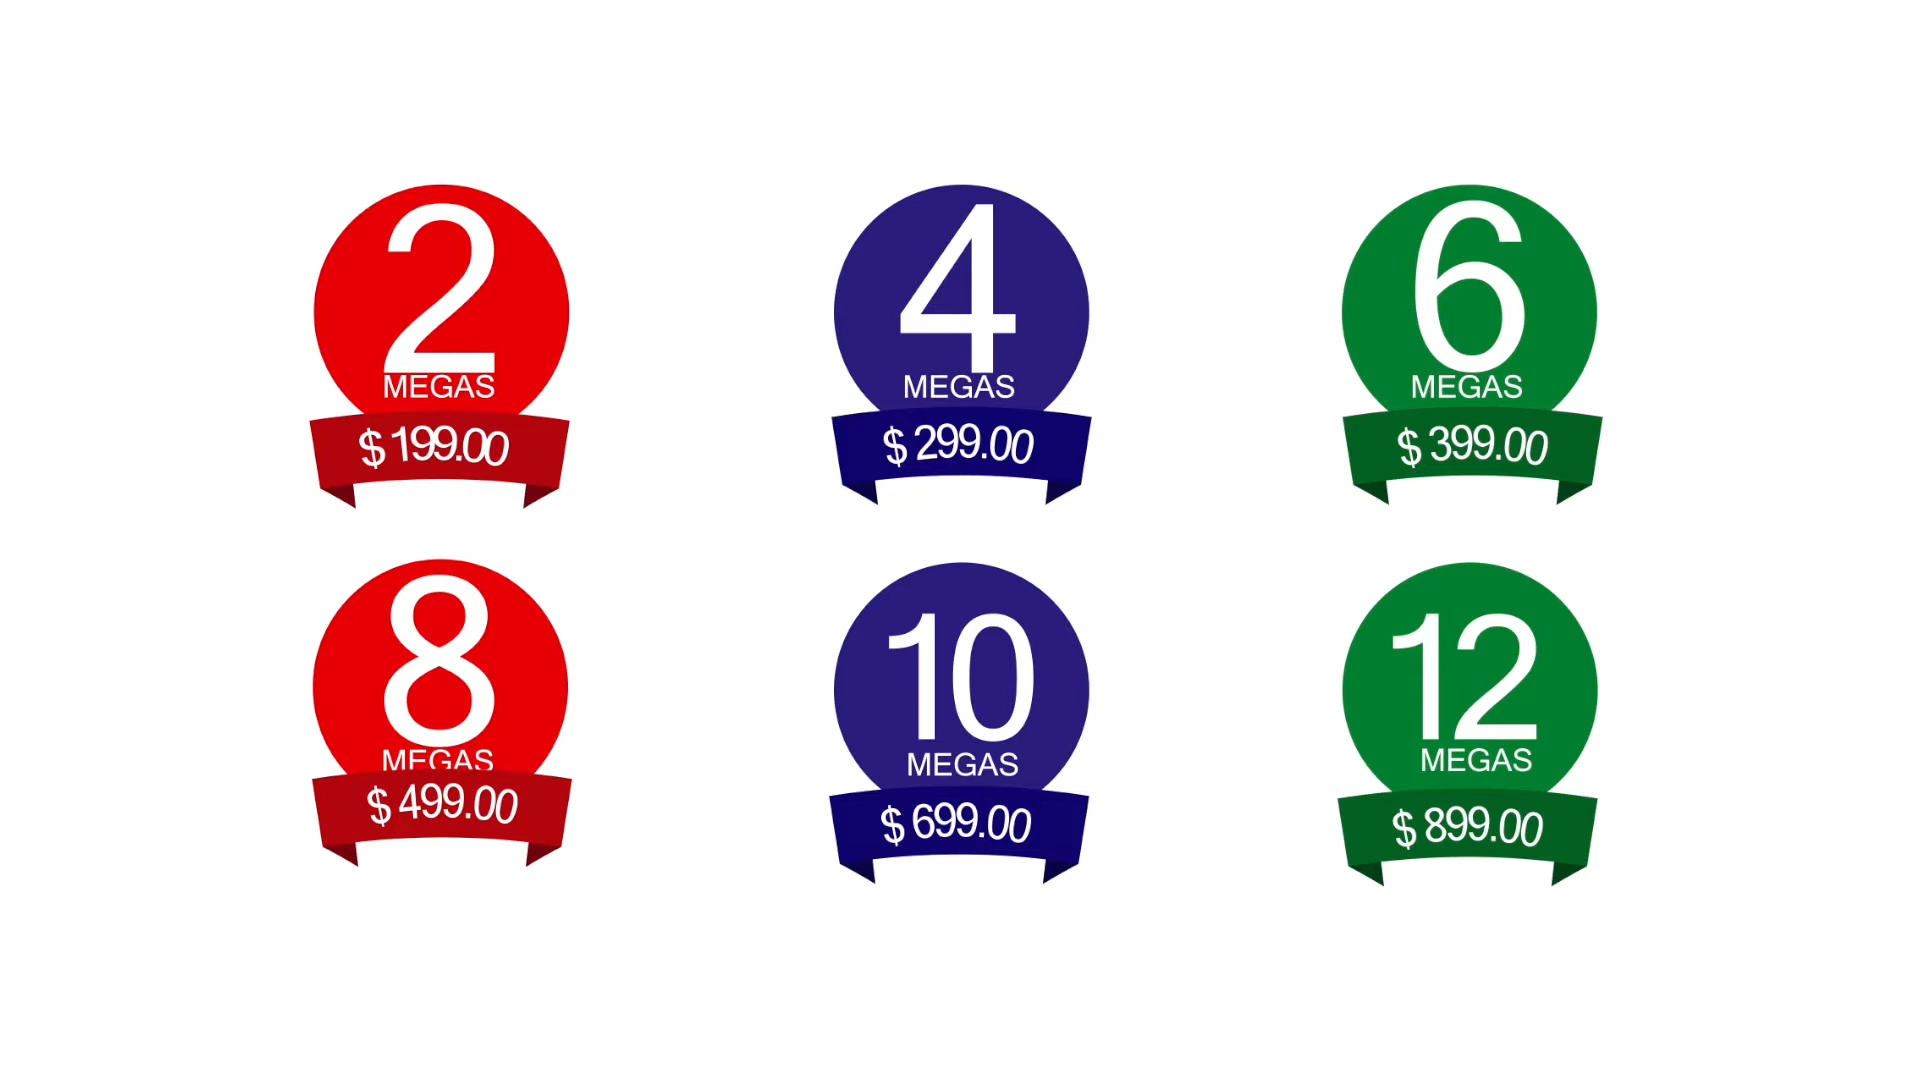 2
MEGAS
$ 199.00
4
MEGAS
$ 299.00
6
MEGAS
$ 399.00
8
MEGAS
$ 499.00
10
MEGAS
$ 699.00
12
MEGAS
$ 899.00